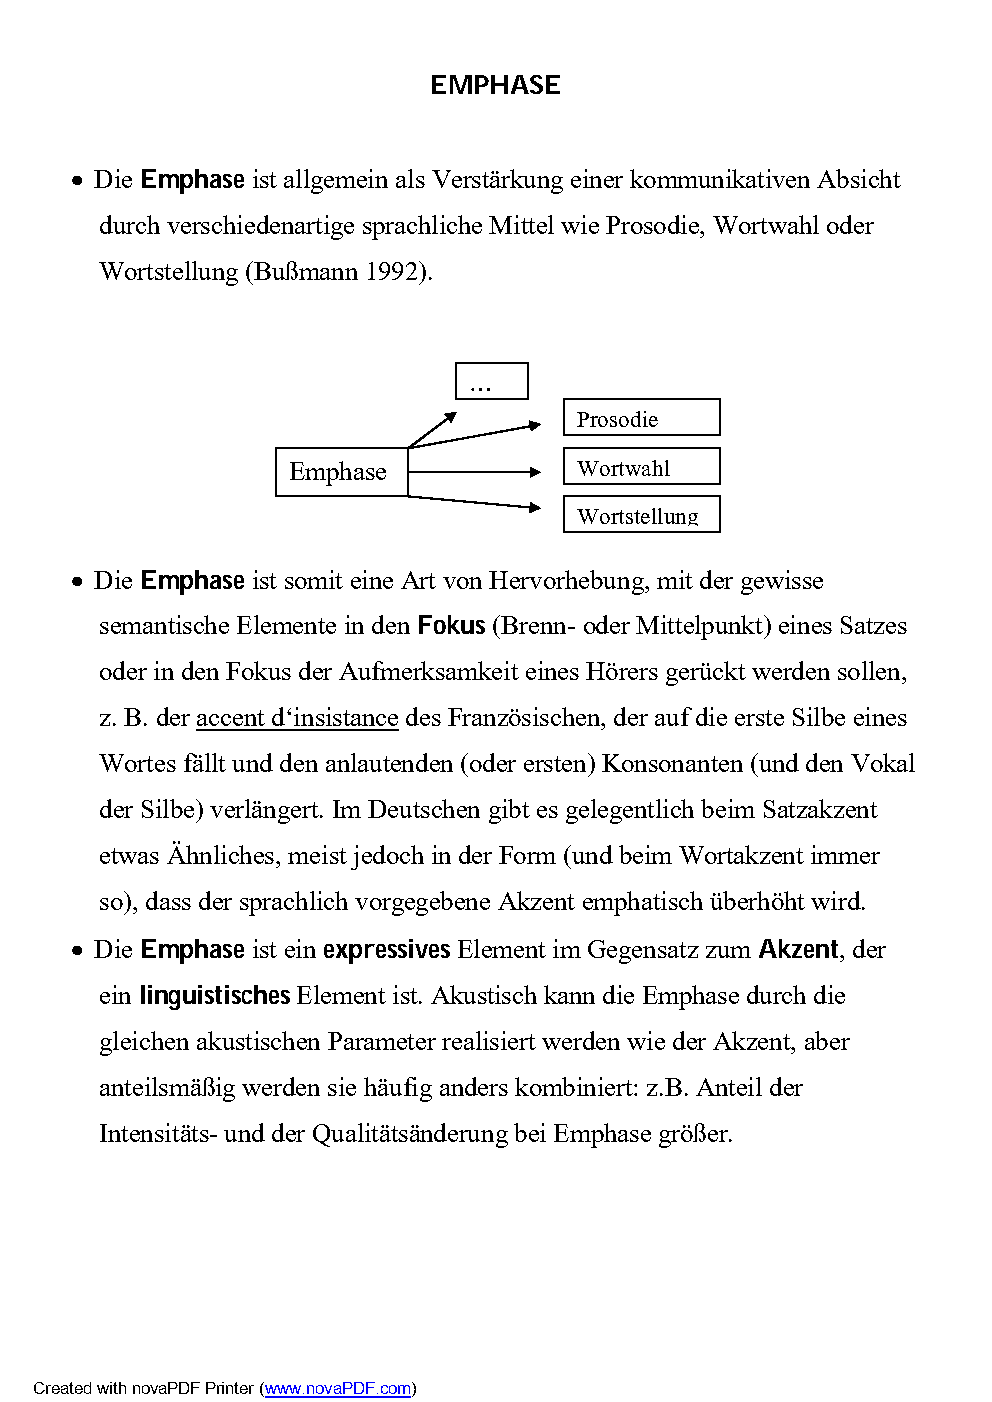 EMPHASE
• Die Emphase ist allgemein als Verstärkung einer kommunikativen Absicht
durch verschiedenartige sprachliche Mittel wie Prosodie, Wortwahl oder
Wortstellung (Bußmann 1992).
...
Prosodie
Emphase
Wortwahl
Wortstellung
• Die Emphase ist somit eine Art von Hervorhebung, mit der gewisse
semantische Elemente in den Fokus (Brenn- oder Mittelpunkt) eines Satzes
oder in den Fokus der Aufmerksamkeit eines Hörers gerückt werden sollen,
z. B. der accent d‘insistance des Französischen, der auf die erste Silbe eines
Wortes fällt und den anlautenden (oder ersten) Konsonanten (und den Vokal
der Silbe) verlängert. Im Deutschen gibt es gelegentlich beim Satzakzent
etwas Ähnliches, meist jedoch in der Form (und beim Wortakzent immer
so), dass der sprachlich vorgegebene Akzent emphatisch überhöht wird.
• Die Emphase ist ein expressives Element im Gegensatz zum Akzent, der
ein linguistisches Element ist. Akustisch kann die Emphase durch die
gleichen akustischen Parameter realisiert werden wie der Akzent, aber
anteilsmäßig werden sie häufig anders kombiniert: z.B. Anteil der
Intensitäts- und der Qualitätsänderung bei Emphase größer.
Created with novaPDF Printer (www.novaPDF.com)